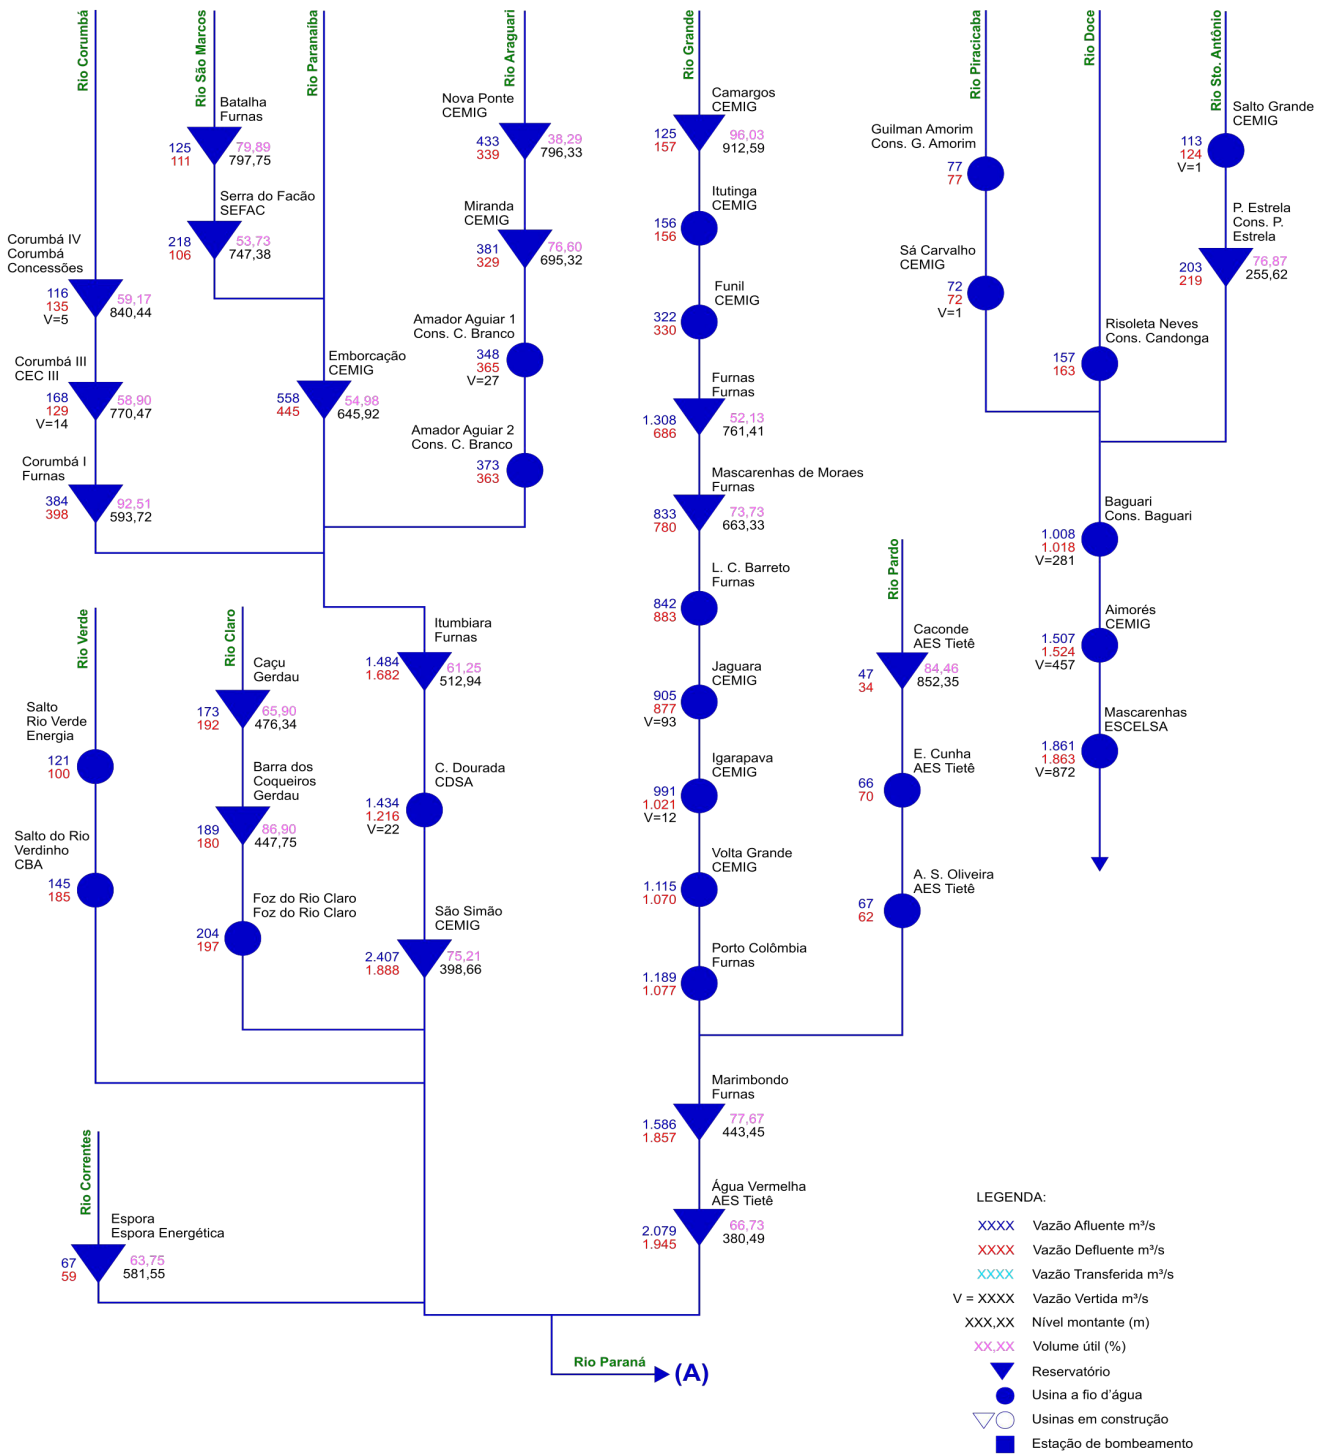 Rio Corumbá
Rio São Marcos
Rio Paranaíba
Rio Araguari
Rio Grande
Rio Piracicaba
Rio Doce
Rio Sto. Antônio
Corumbá IV
Corumbá
Concessões
116
135
V=5
59,17
840,44
Corumbá III
CEC III
168
129
V=14
58,90
770,47
Corumbá I
Furnas
384
398
92,51
593,72
Batalha
Furnas
125
111
79,89
797,75
Serra do Facão
SEFAC
218
106
53,73
747,38
Emborcação
CEMIG
558
445
54,98
645,92
Nova Ponte
CEMIG
433
339
38,29
796,33
Miranda
CEMIG
381
329
76,60
695,32
Amador Aguiar 1
Cons. C. Branco
348
365
V=27
Amador Aguiar 2
Cons. C. Branco
373
363
Camargos
CEMIG
125
157
96,03
912,59
Itutinga
CEMIG
156
156
Funil
CEMIG
322
330
Furnas
Furnas
1.308
686
52,13
761,41
Mascarenhas de Moraes
Furnas
833
780
73,73
663,33
L. C. Barreto
Furnas
842
883
Jaguara
CEMIG
905
877
V=93
Igarapava
CEMIG
991
1.021
V=12
Volta Grande
CEMIG
1.115
1.070
Porto Colômbia
Furnas
1.189
1.077
Rio Pardo
Caconde
AES Tietê
47
34
84,46
852,35
E. Cunha
AES Tietê
66
70
A. S. Oliveira
AES Tietê
67
62
Marimbondo
Furnas
1.586
1.857
77,67
443,45
Água Vermelha
AES Tietê
2.079
1.945
66,73
380,49
Guilman Amorim
Cons. G. Amorim
77
77
Sá Carvalho
CEMIG
72
72
V=1
Risoleta Neves
Cons. Candonga
157
163
Salto Grande
CEMIG
113
124
V=1
P. Estrela
Cons. P.
Estrela
203
219
76,87
255,62
Baguari
Cons. Baguari
1.008
1.018
V=281
Aimorés
CEMIG
1.507
1.524
V=457
Mascarenhas
ESCELSA
1.861
1.863
V=872
Rio Verde
Salto
Rio Verde
Energia
121
100
Salto do Rio
Verdinho
CBA
145
185
Rio Claro
Caçu
Gerdau
173
192
65,90
476,34
Barra dos
Coqueiros
Gerdau
189
180
86,90
447,75
Foz do Rio Claro
Foz do Rio Claro
204
197
Itumbiara
Furnas
1.484
1.682
61,25
512,94
C. Dourada
CDSA
1.434
1.216
V=22
São Simão
CEMIG
2.407
1.888
75,21
398,66
Rio Correntes
Espora
Espora Energética
67
59
63,75
581,55
Rio Paraná
(A)
LEGENDA:
XXXX Vazão Afluente m³/s
XXXX Vazão Defluente m³/s
XXXX Vazão Transferida m³/s
V = XXXX Vazão Vertida m³/s
XXX,XX Nível montante (m)
XX,XX Volume útil (%)
Reservatório
Usina a fio d'água
Usinas em construção
Estação de bombeamento